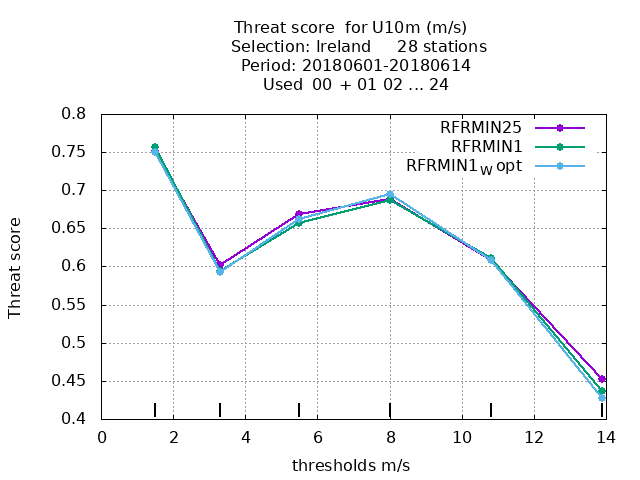 Threat score  for U10m (m/s)
Selection: Ireland     28 stations
Period: 20180601-20180614
Used  00 + 01 02 ... 24
RFRMIN25
RFRMIN1
RFRMIN1W opt
0.8
0.75
0.7
0.65
0.6
0.55
0.5
0.45
0.4
Threat score
0 2 4 6 8 10 12 14
thresholds m/s